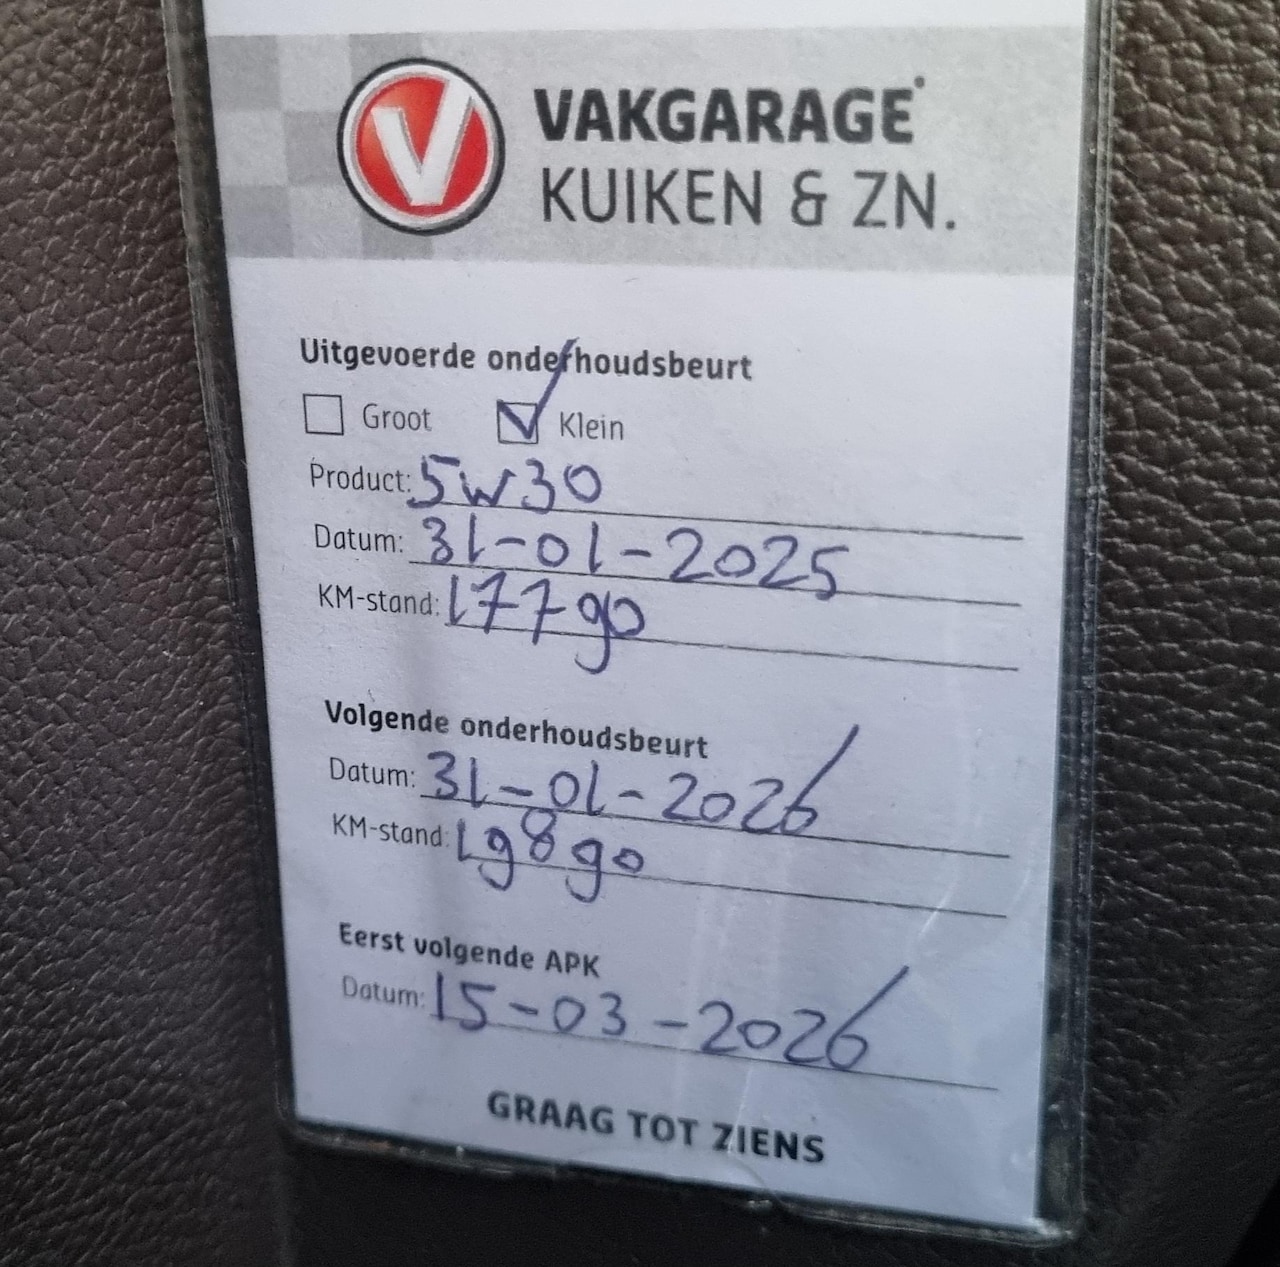 VAKGARAGE
KUIKEN & ZN.
Uitgevoerde onderhoudsbeurt
Groot Klein
Product: 5w30
Datum: 31-01-2025
KM-stand: 17790
Volgende onderhoudsbeurt
Datum: 31-01-2026
KM-stand: 19890
Eerst volgende APK
Datum: 15-03-2026
GRAAG TOT ZIENS